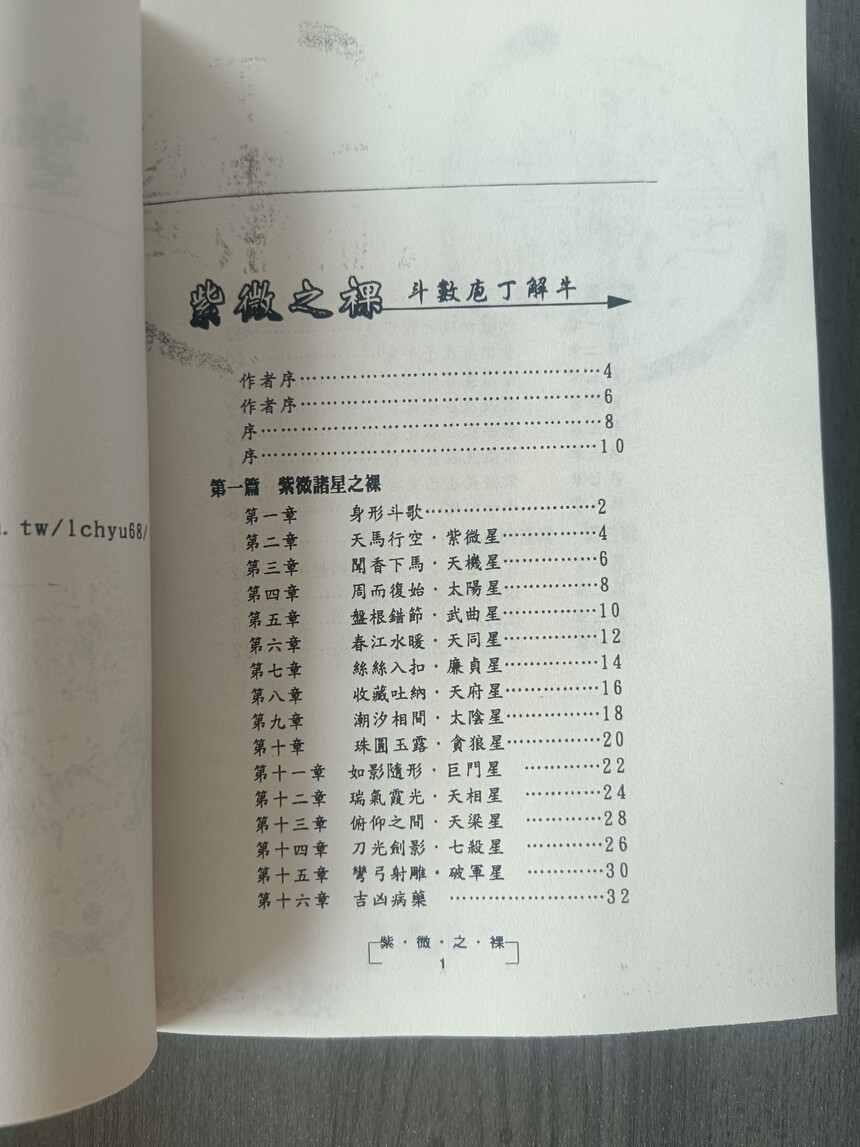 . tw/lchyu68/
紫微之裸 斗數庖丁解牛
作者序…………………………………………4
作者序…………………………………………6
序………………………………………………8
序………………………………………………10
第一篇 紫微諸星之裸
第一章 身形斗歌………………………2
第二章 天馬行空·紫微星……………4
第三章 聞香下馬·天機星……………6
第四章 周而復始·太陽星……………8
第五章 盤根錯節·武曲星……………10
第六章 春江水暖·天同星……………12
第七章 絲絲入扣·廉貞星……………14
第八章 收藏吐納·天府星……………16
第九章 潮汐相間·太陰星……………18
第十章 珠圓玉露·貪狼星……………20
第十一章 如影隨形·巨門星 …………22
第十二章 瑞氣霞光·天相星 …………24
第十三章 俯仰之間·天梁星 …………28
第十四章 刀光劍影·七殺星 …………26
第十五章 彎弓射雕·破軍星 …………30
第十六章 吉凶病藥 ……………………32
紫·微·之·裸
1